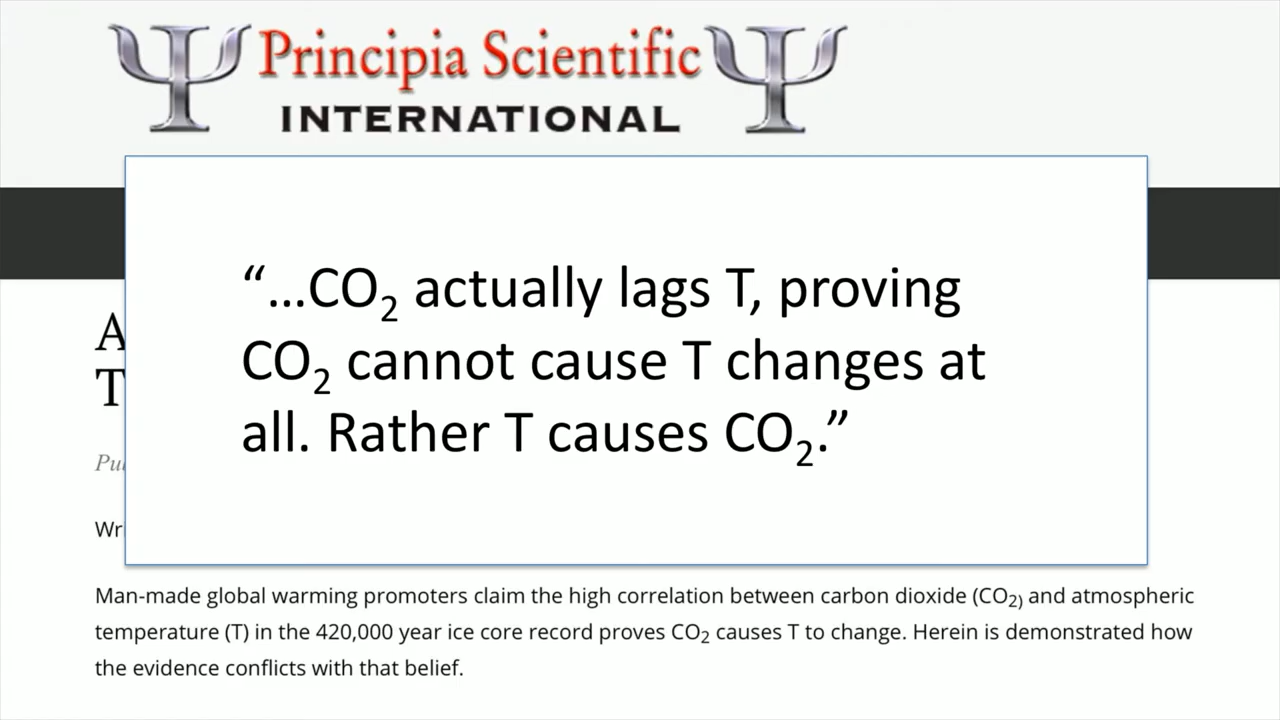 Principia Scientific
INTERNATIONAL
“...CO₂ actually lags T, proving
CO₂ cannot cause T changes at
all. Rather T causes CO₂.”
Man-made global warming promoters claim the high correlation between carbon dioxide (CO₂) and atmospheric
temperature (T) in the 420,000 year ice core record proves CO₂ causes T to change. Herein is demonstrated how
the evidence conflicts with that belief.